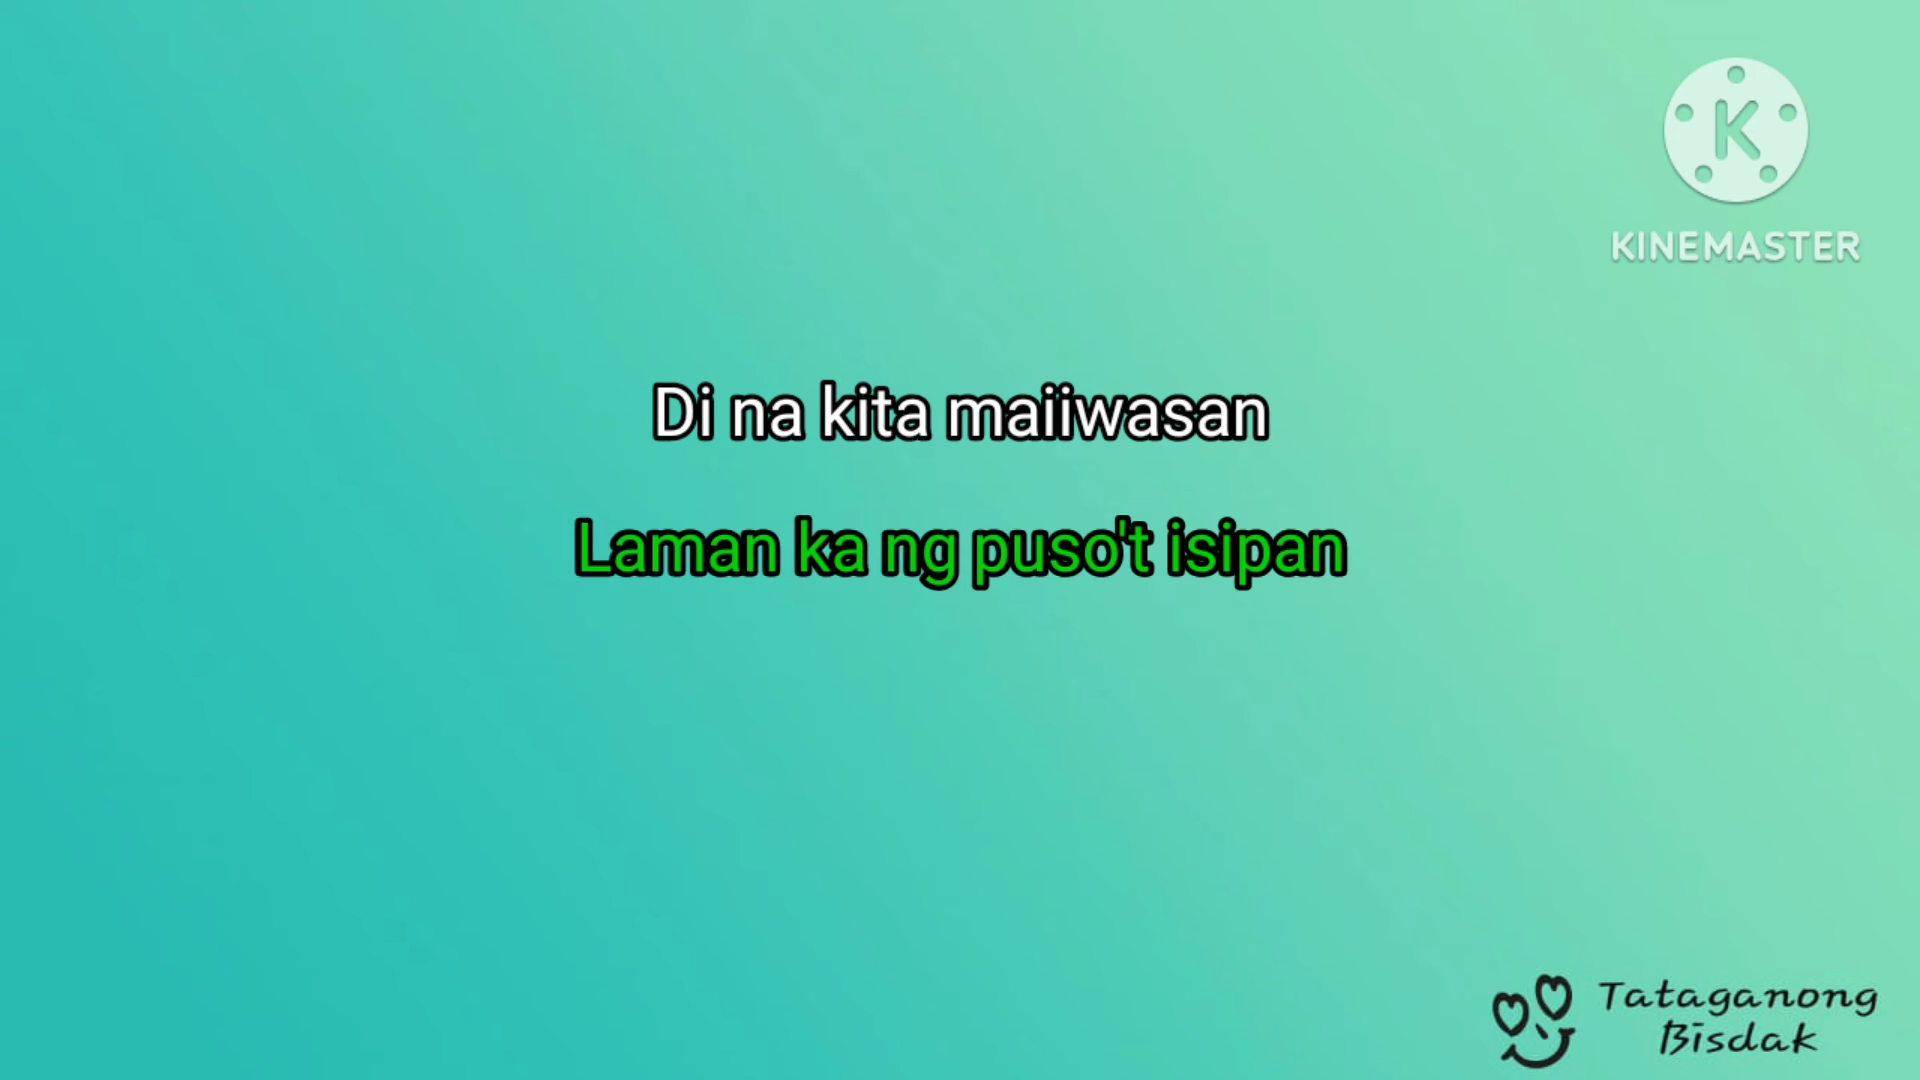 KINEMASTER
Di na kita maiiwasan
Laman ka ng puso't isipan
Tataganong
Bisdak